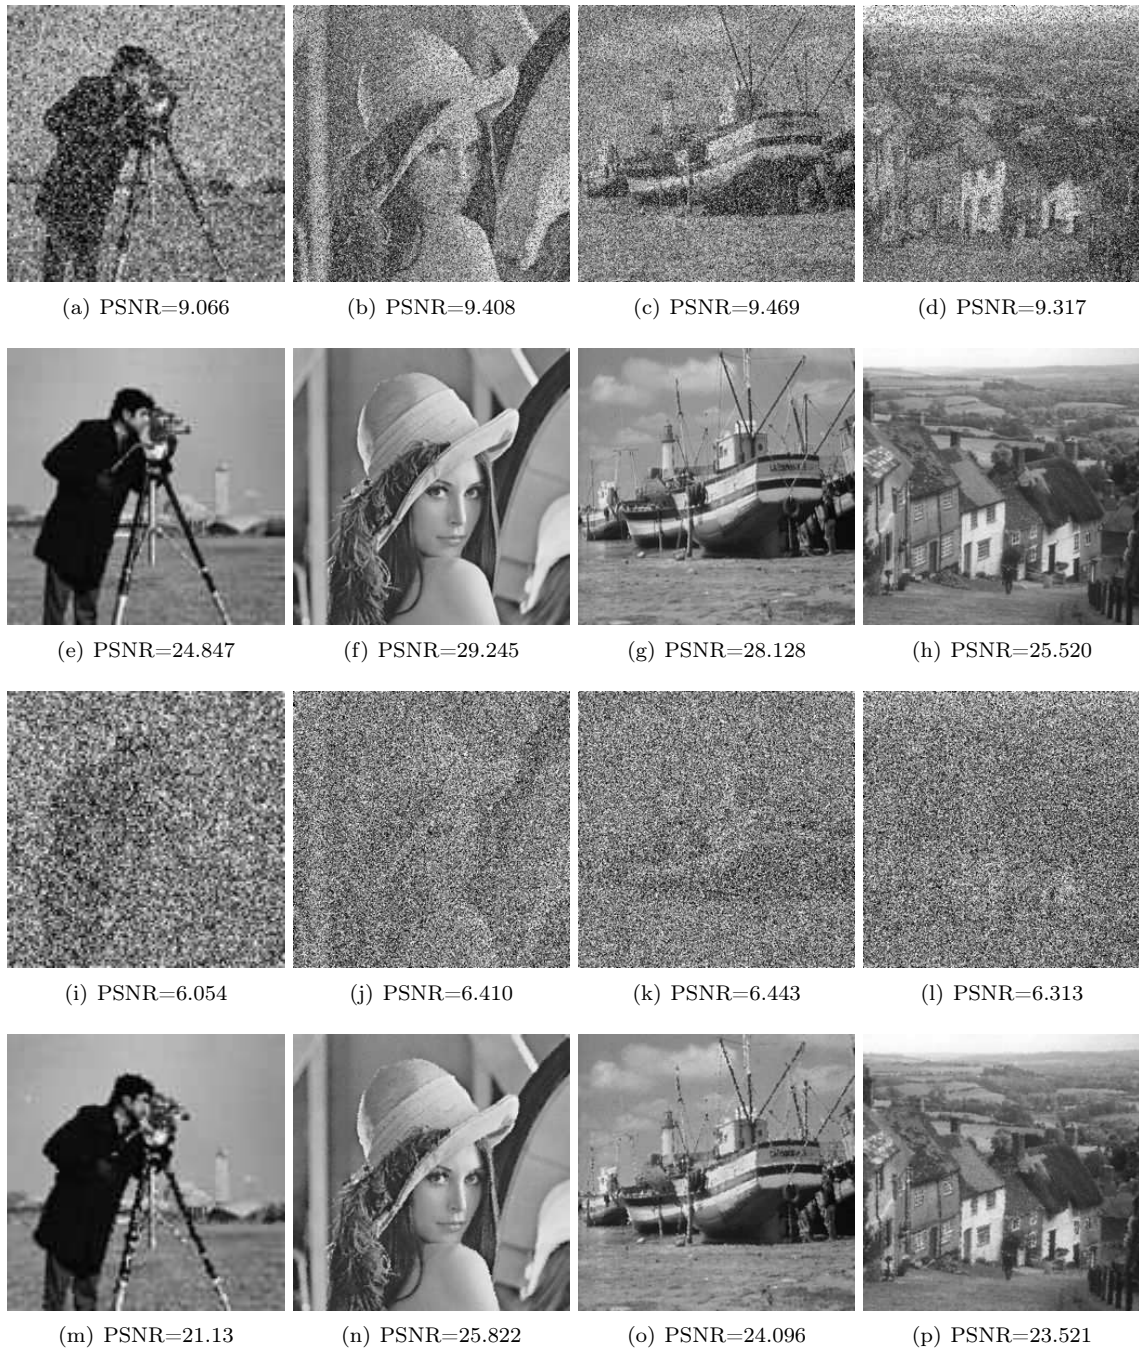 (a) PSNR=9.066
(b) PSNR=9.408
(c) PSNR=9.469
(d) PSNR=9.317
(e) PSNR=24.847
(f) PSNR=29.245
(g) PSNR=28.128
(h) PSNR=25.520
(i) PSNR=6.054
(j) PSNR=6.410
(k) PSNR=6.443
(l) PSNR=6.313
(m) PSNR=21.13
(n) PSNR=25.822
(o) PSNR=24.096
(p) PSNR=23.521